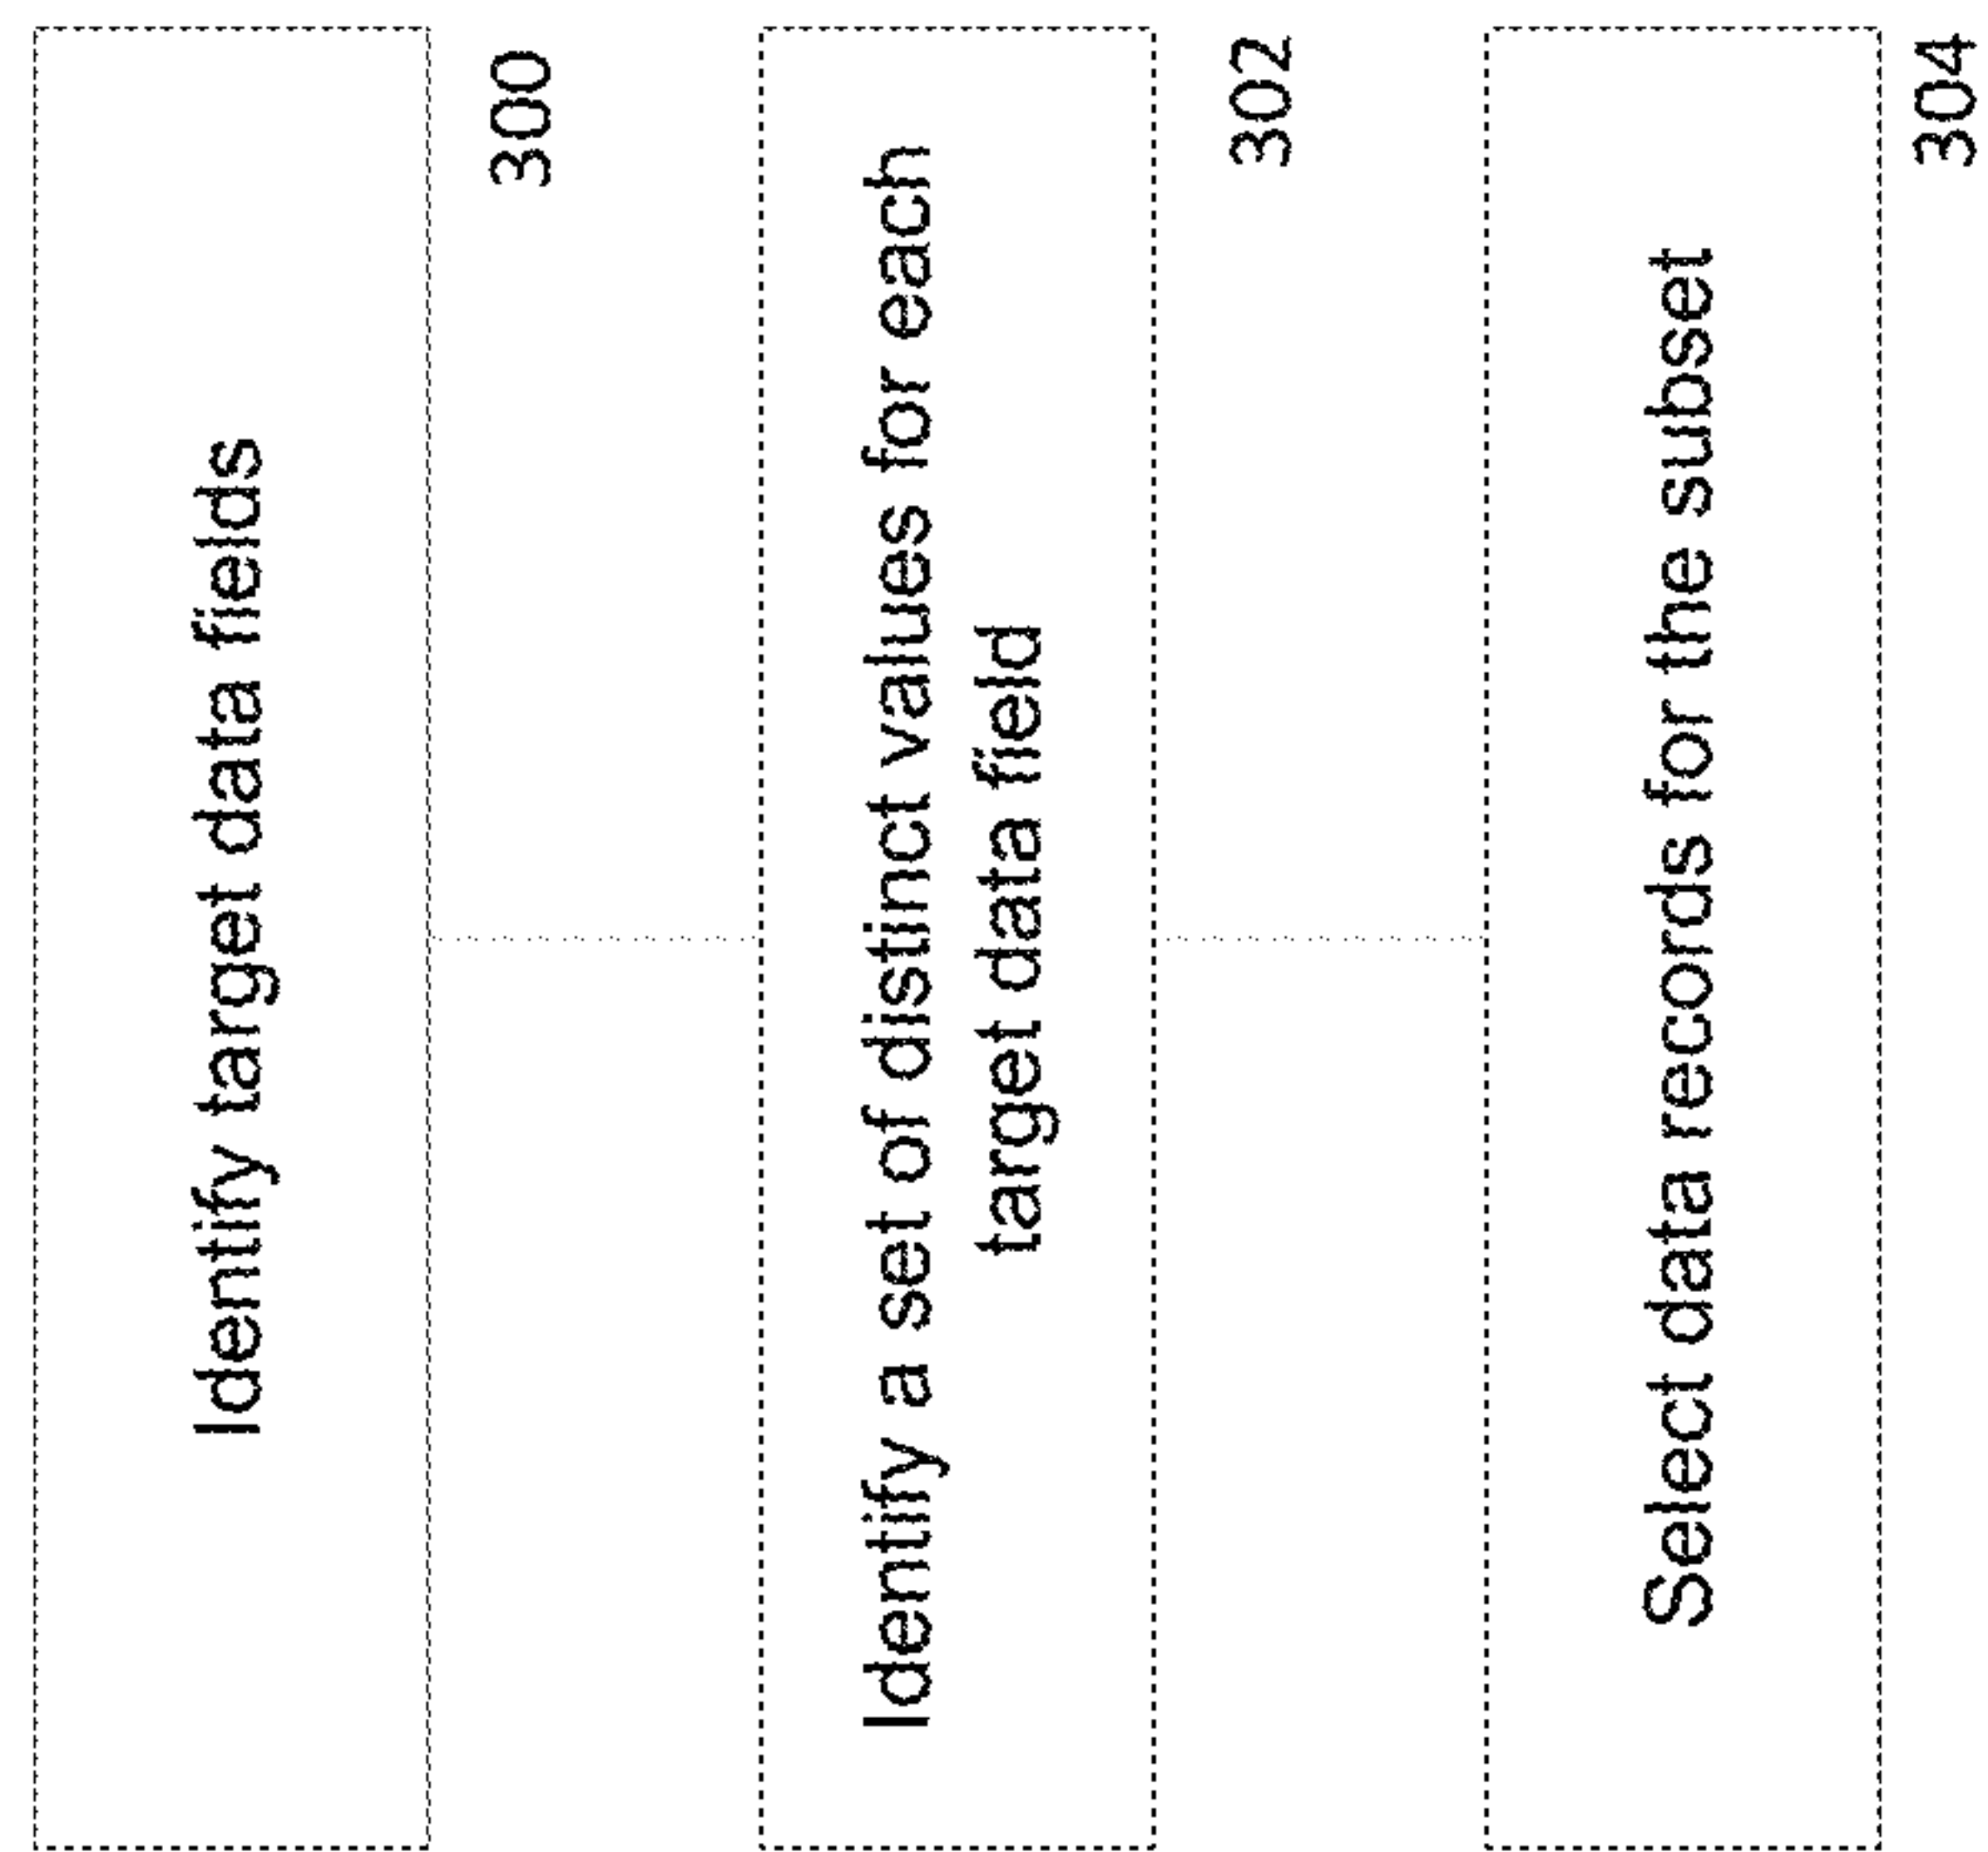 Identify target data fields
300
Identify a set of distinct values for each
target data field
302
Select data records for the subset
304